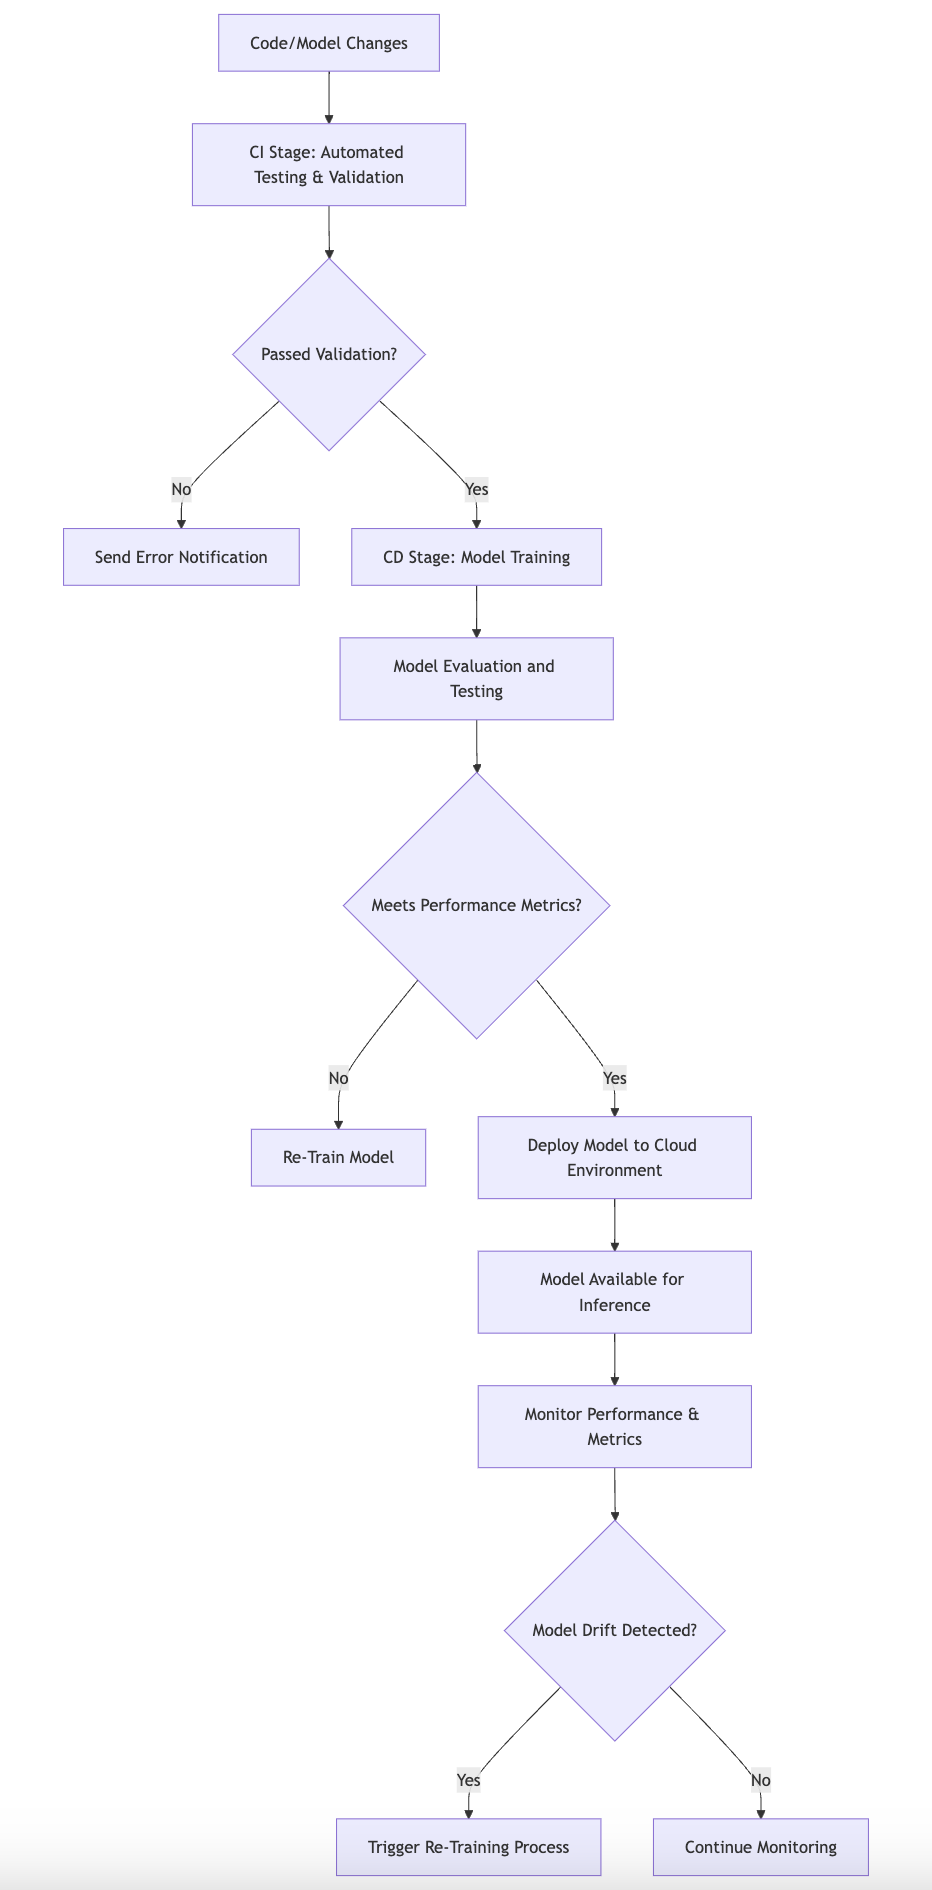 Code/Model Changes
CI Stage: Automated
Testing & Validation
Passed Validation?
No
Yes
Send Error Notification
CD Stage: Model Training
Model Evaluation and
Testing
Meets Performance Metrics?
No
Yes
Re-Train Model
Deploy Model to Cloud
Environment
Model Available for
Inference
Monitor Performance &
Metrics
Model Drift Detected?
Yes
No
Trigger Re-Training Process
Continue Monitoring